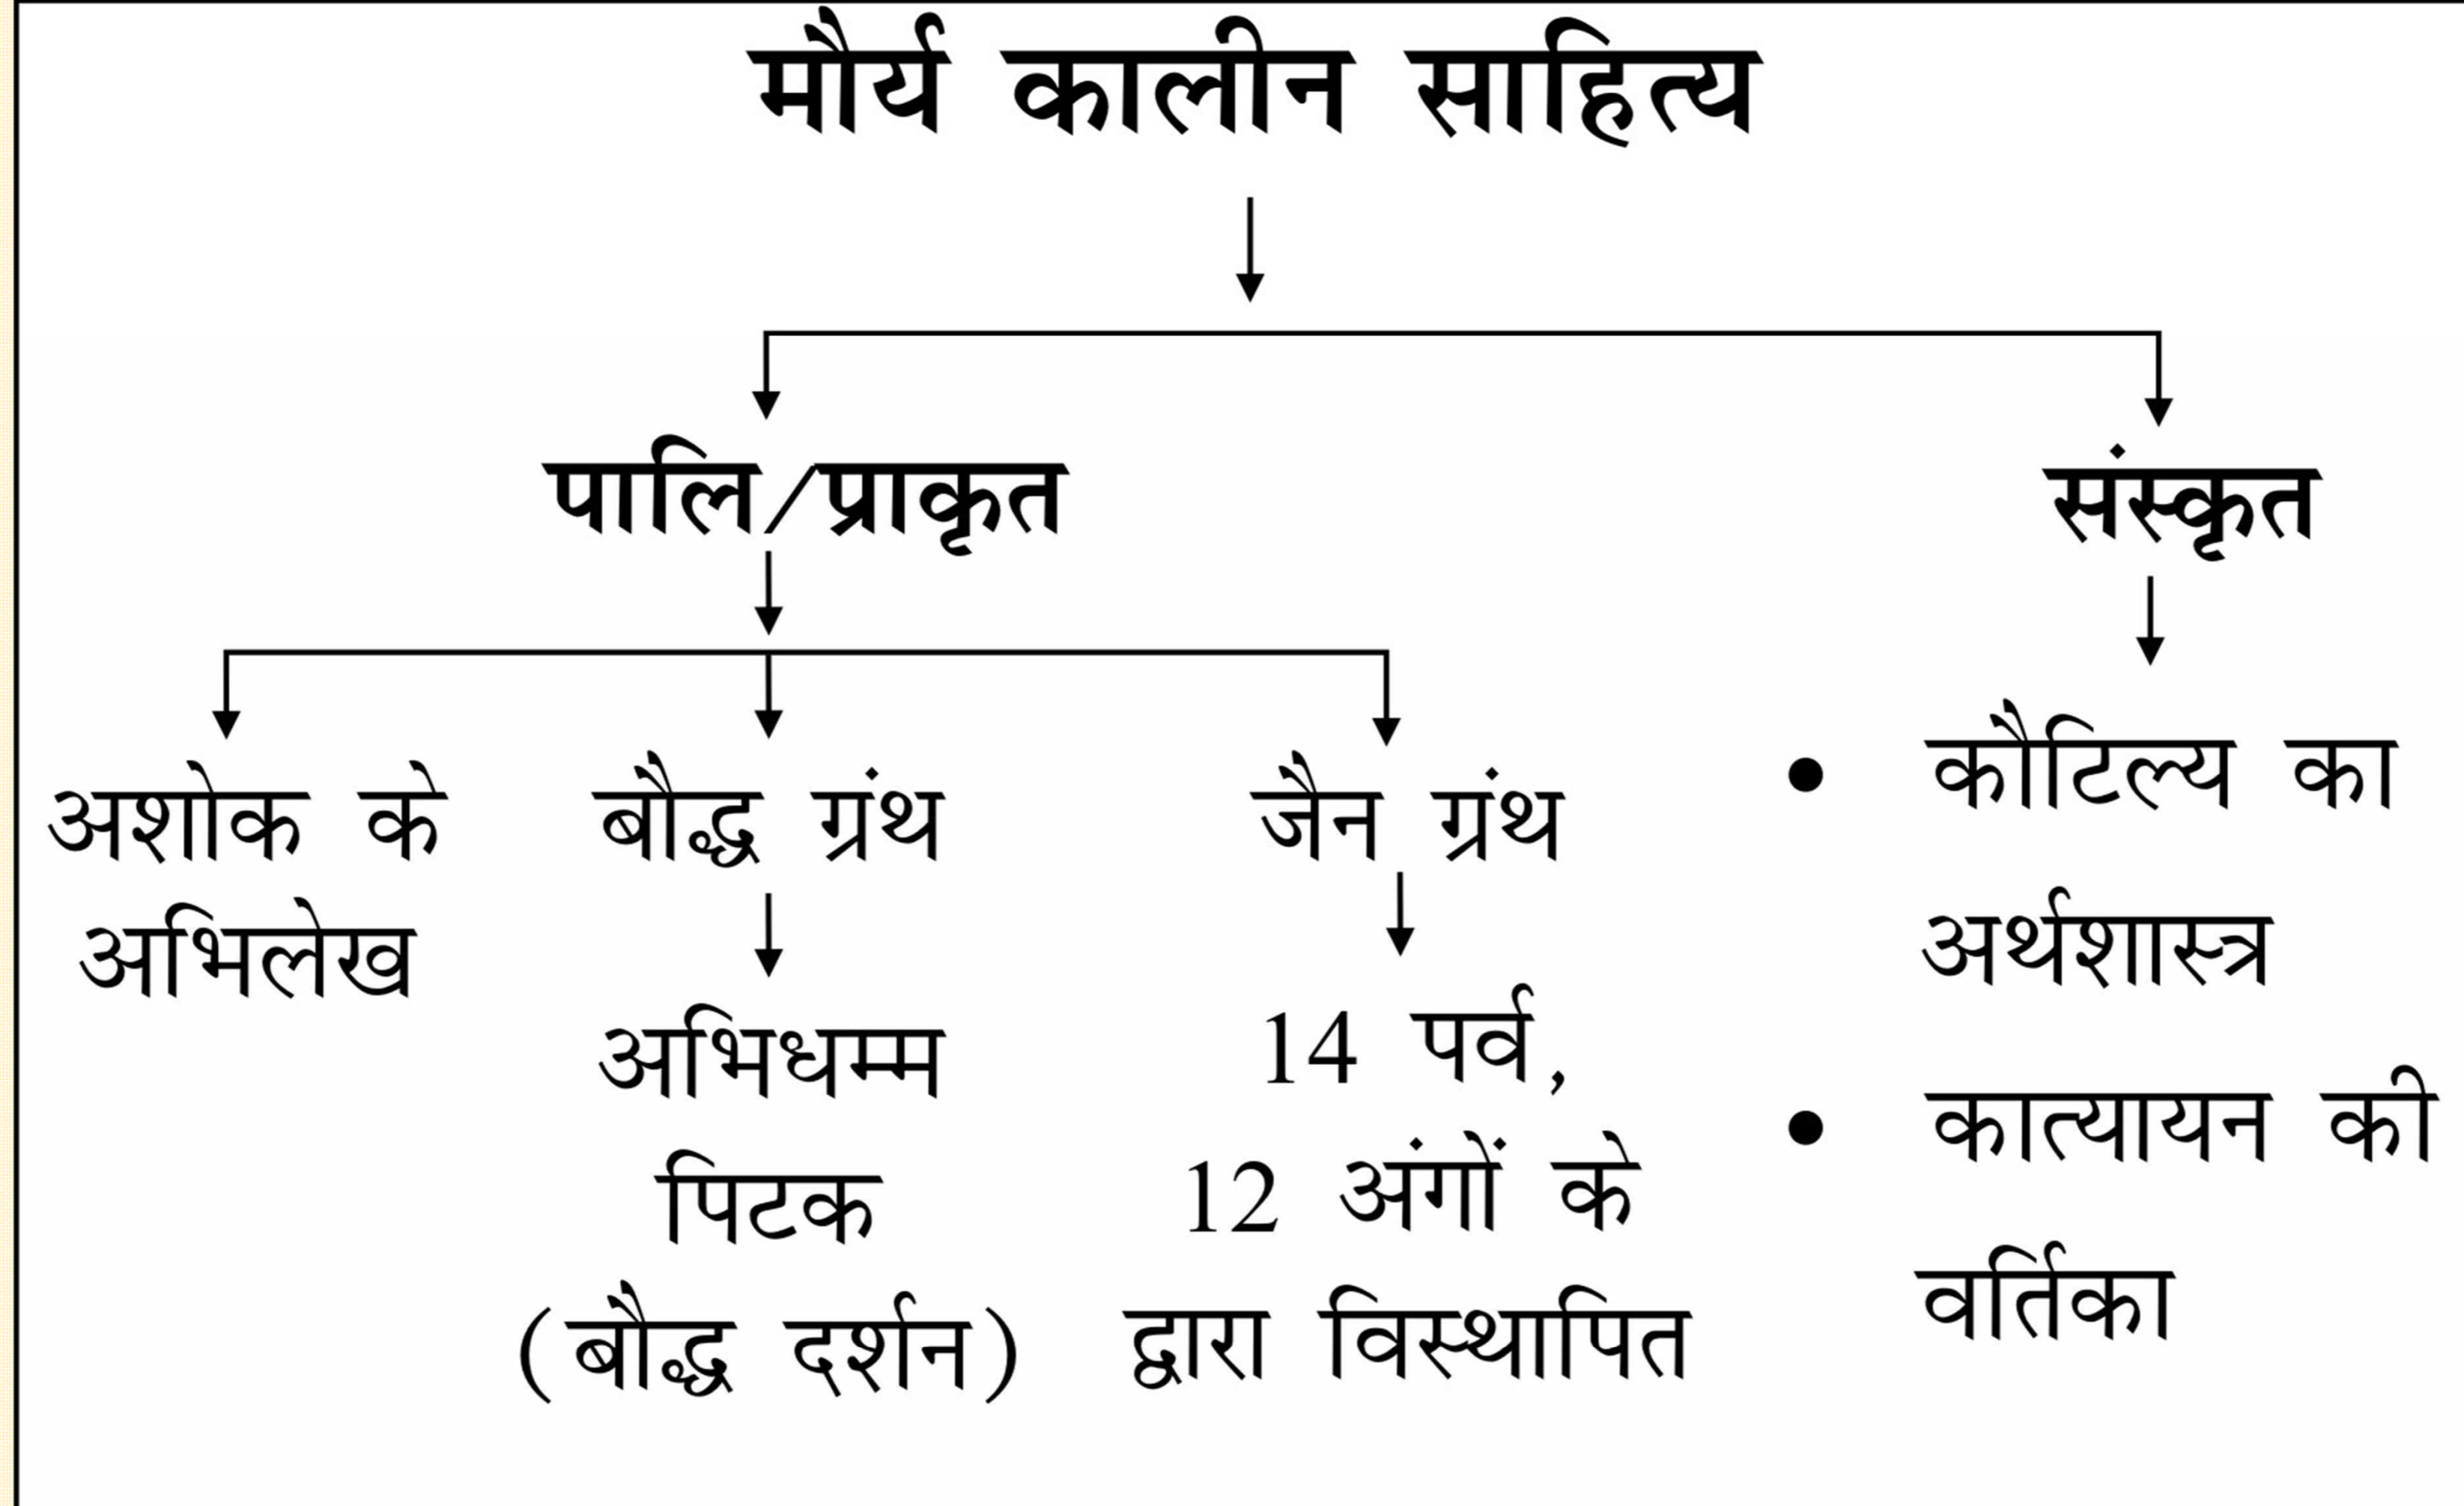 मौर्य कालीन साहित्य
पालि/प्राकृत
संस्कृत
अशोक के
अभिलेख
बौद्ध ग्रंथ
अभिधम्म
पिटक
(बौद्ध दर्शन)
जैन ग्रंथ
14 पर्व,
12 अंगों के
द्वारा विस्थापित
• कौटिल्य का
अर्थशास्त्र
• कात्यायन की
वर्तिका